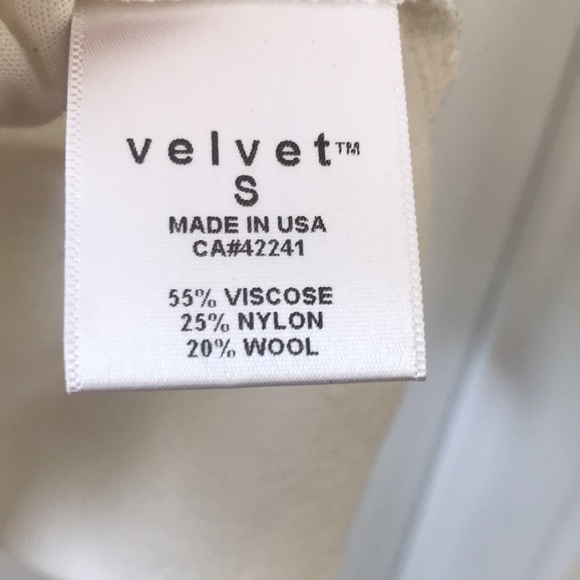 velvet™
S
MADE IN USA
CA#42241
55% VISCOSE
25% NYLON
20% WOOL